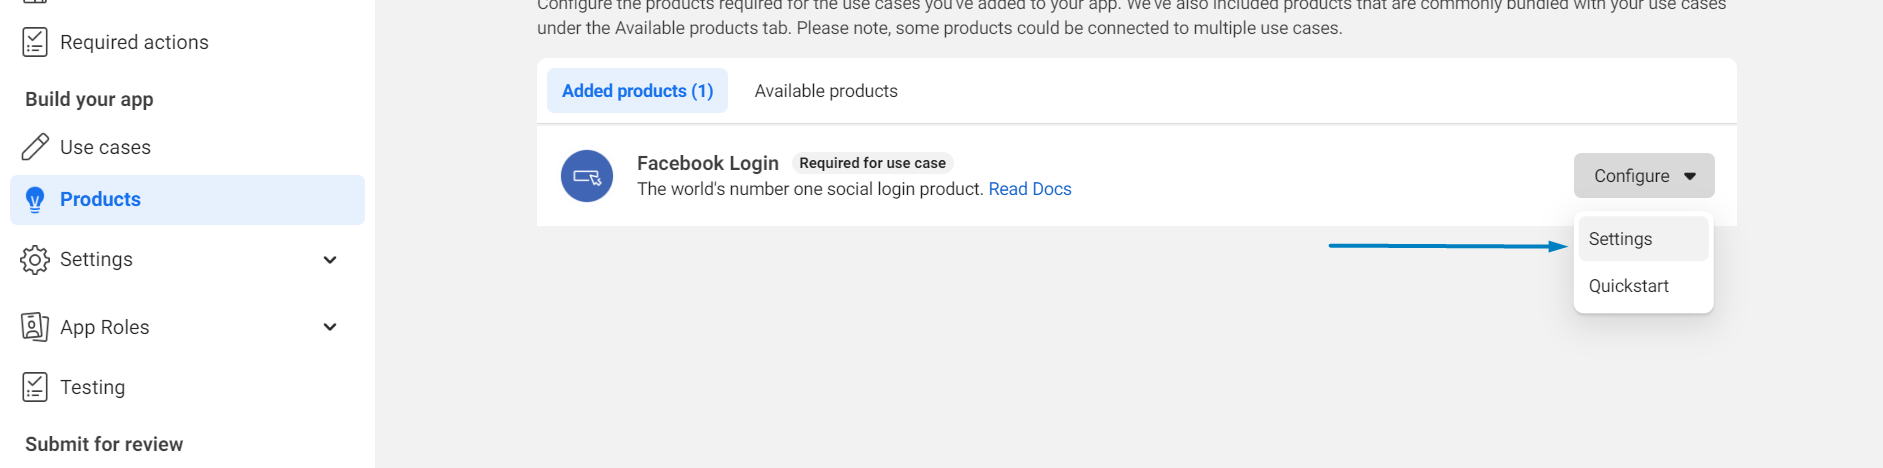 Required actions
Build your app
Use cases
Products
Settings
App Roles
Testing
Submit for review
Configure the products required for the use cases you've added to your app. We've also included products that are commonly bundled with your use cases
under the Available products tab. Please note, some products could be connected to multiple use cases.
Added products (1) Available products
Facebook Login Required for use case
The world's number one social login product. Read Docs
Configure
Settings
Quickstart